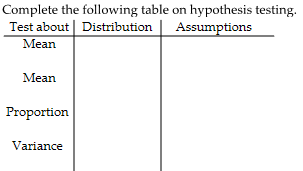 Complete the following table on hypothesis testing.
Test about Distribution Assumptions
Mean
Mean
Proportion
Variance